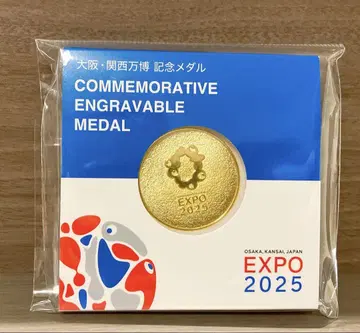 大阪・関西万博 記念メダル
COMMEMORATIVE
ENGRAVABLE
MEDAL
EXPO
2025
OSAKA, KANSAI, JAPAN
EXPO
2025